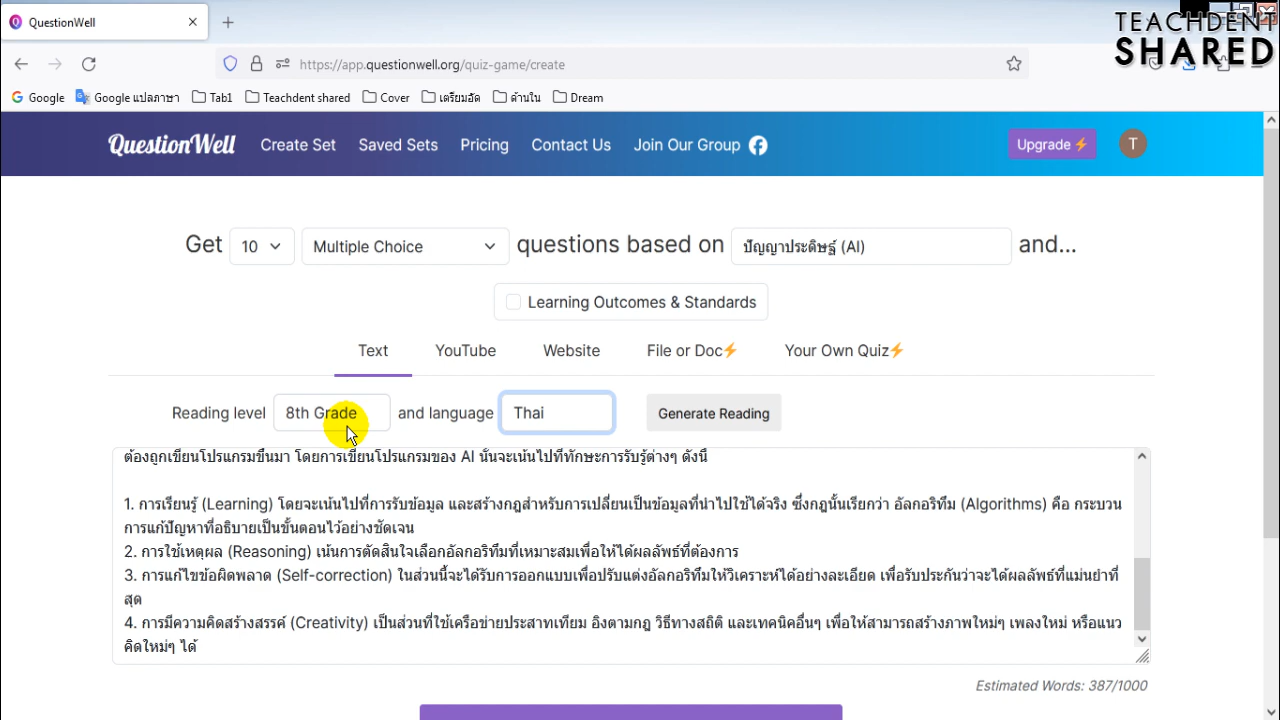 QuestionWell
TEACHDENT
SHARED
https://app.questionwell.org/quiz-game/create
Google
Google แปลภาษา
Tab1
Teachdent shared
Cover
เตรียมอัด
ด้านใน
Dream
QuestionWell
Create Set
Saved Sets
Pricing
Contact Us
Join Our Group
Upgrade
T
Get 10 Multiple Choice questions based on ปัญญาประดิษฐ์ (AI) and...
Learning Outcomes & Standards
Text
YouTube
Website
File or Doc
Your Own Quiz
Reading level 8th Grade and language Thai Generate Reading
ต้องถูกเขียนโปรแกรมขึ้นมา โดยการเขียนโปรแกรมของ AI นั้นจะเน้นไปที่ทักษะการรับรู้ต่างๆ ดังนี้
1. การเรียนรู้ (Learning) โดยจะเน้นไปที่การรับข้อมูล และสร้างกฎสำหรับการเปลี่ยนเป็นข้อมูลที่นำไปใช้ได้จริง ซึ่งกฎนั้นเรียกว่า อัลกอริทึม (Algorithms) คือ กระบวน
การแก้ปัญหาที่อธิบายเป็นขั้นตอนไว้อย่างชัดเจน
2. การใช้เหตุผล (Reasoning) เน้นการตัดสินใจเลือกอัลกอริทึมที่เหมาะสมเพื่อให้ได้ผลลัพธ์ที่ต้องการ
3. การแก้ไขข้อผิดพลาด (Self-correction) ในส่วนนี้จะได้รับการออกแบบเพื่อปรับแต่งอัลกอริทึมให้วิเคราะห์ได้อย่างละเอียด เพื่อรับประกันว่าจะได้ผลลัพธ์ที่แม่นยำที่
สุด
4. การมีความคิดสร้างสรรค์ (Creativity) เป็นส่วนที่ใช้เครือข่ายประสาทเทียม อิงตามกฎ วิธีทางสถิติ และเทคนิคอื่นๆ เพื่อให้สามารถสร้างภาพใหม่ๆ เพลงใหม่ หรือแนว
คิดใหม่ๆ ได้
Estimated Words: 387/1000